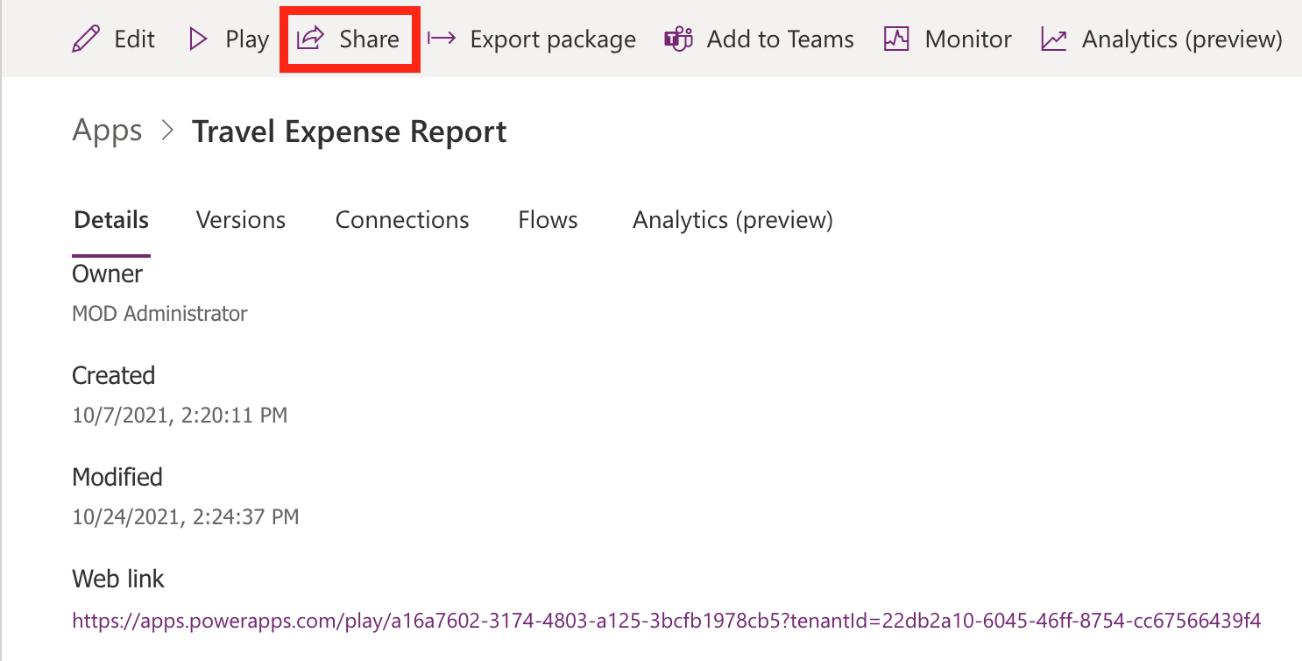 Edit Play Share Export package Add to Teams Monitor Analytics (preview)
Apps > Travel Expense Report
Details Versions Connections Flows Analytics (preview)
Owner
MOD Administrator
Created
10/7/2021, 2:20:11 PM
Modified
10/24/2021, 2:24:37 PM
Web link
https://apps.powerapps.com/play/a16a7602-3174-4803-a125-3bcfb1978cb5?tenantId=22db2a10-6045-46ff-8754-cc67566439f4